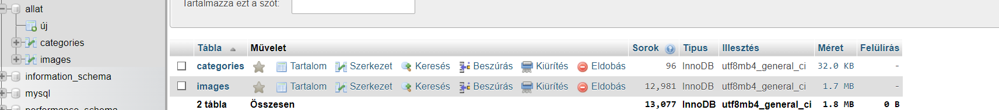 Tartalmazza ezt a szót:
allat
új
categories
images
information_schema
mysql
performance_schema
Tábla Művelet Sorok Típus Illesztés Méret Felülírás
categories Tartalom Szerkezet Keresés Beszúrás Kiürítés Eldobás 96 InnoDB utf8mb4_general_ci 32.0 KB -
images Tartalom Szerkezet Keresés Beszúrás Kiürítés Eldobás 12,981 InnoDB utf8mb4_general_ci 1.7 MB -
2 tábla Összesen 13,077 InnoDB utf8mb4_general_ci 1.8 MB 0 B